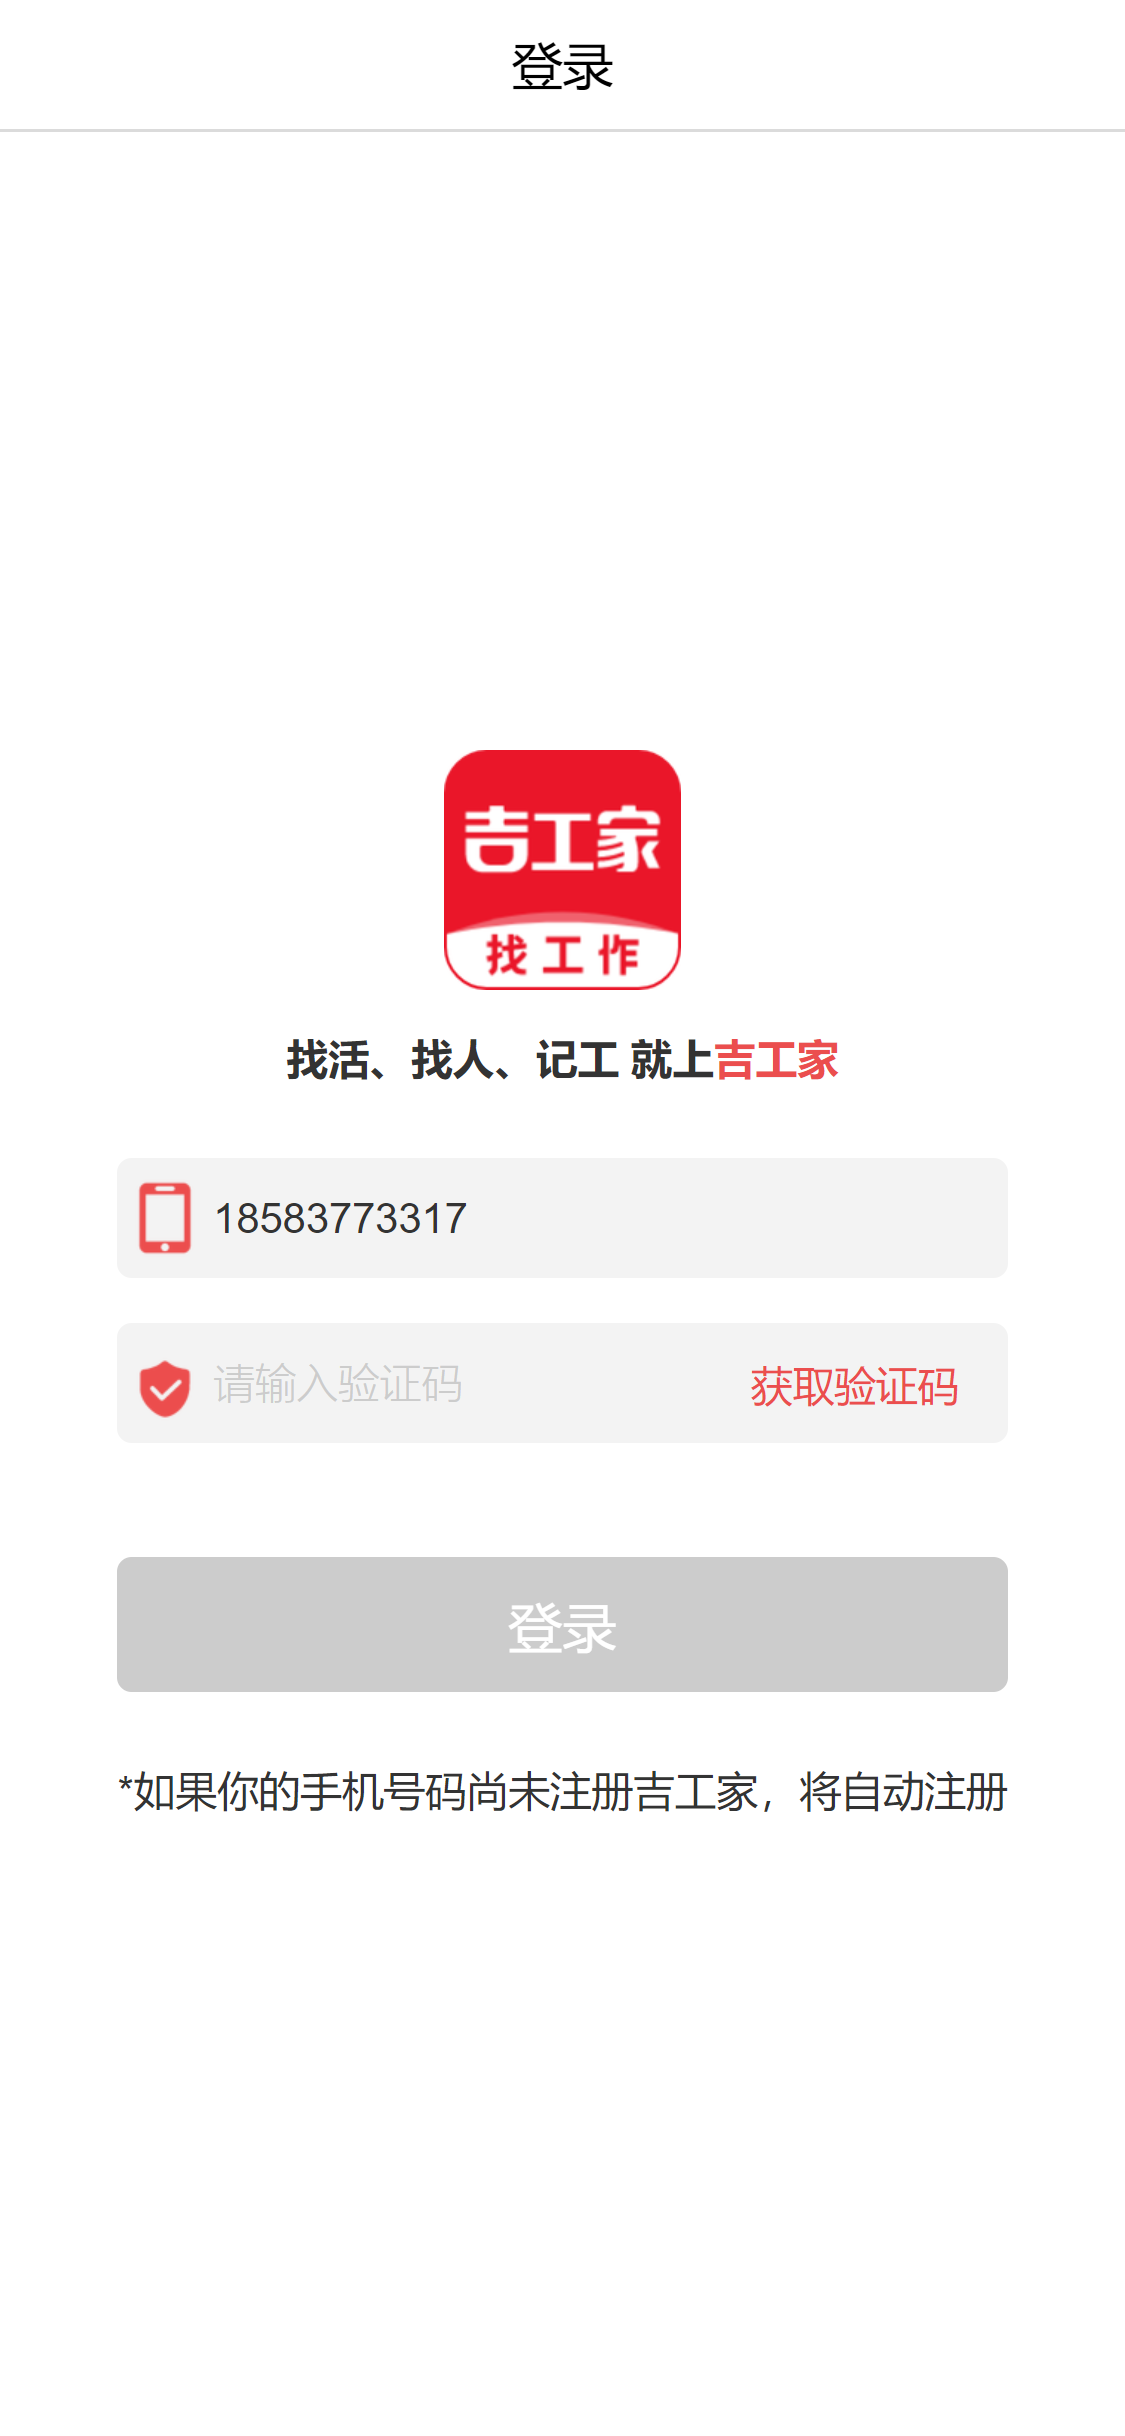 登录
吉工家
找工作
找活、找人、记工 就上吉工家
18583773317
请输入验证码 获取验证码
登录
*如果你的手机号码尚未注册吉工家，将自动注册